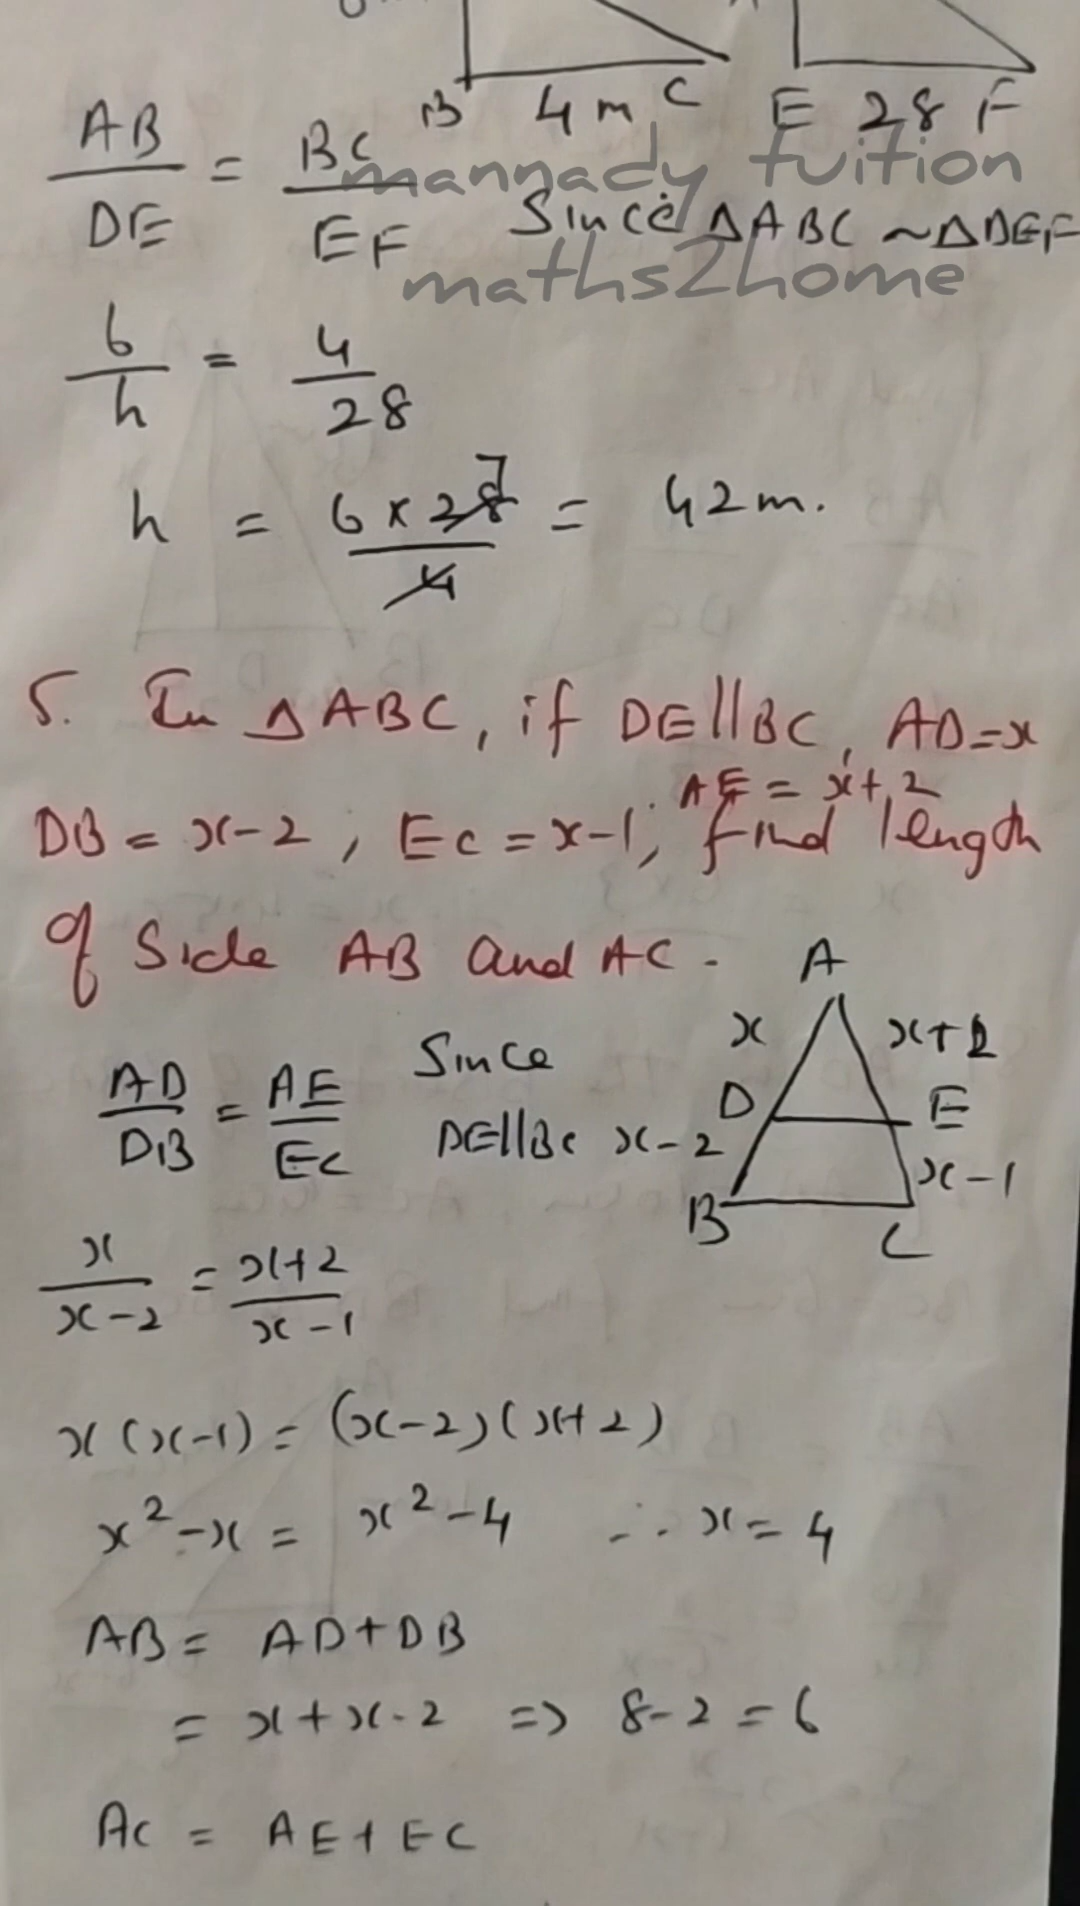 B 4 m C E 28 F
AB/DE = BC/EF Since ΔABC ~ ΔDEF
mannady tuition
maths2home
6/h = 4/28
h = 6 × 28/4 = 42 m.
7
5. In ΔABC, if DE||BC, AD = x
AE = x+2
DB = x-2, EC = x-1, find length
of Side AB and AC.
A
x x+2
D E
x-2 x-1
B C
AD/DB = AE/EC Since DE||BC
x/x-2 = x+2/x-1
x(x-1) = (x-2)(x+2)
x² - x = x² - 4 ∴ x = 4
AB = AD + DB
= x + x - 2 => 8 - 2 = 6
AC = AE + EC